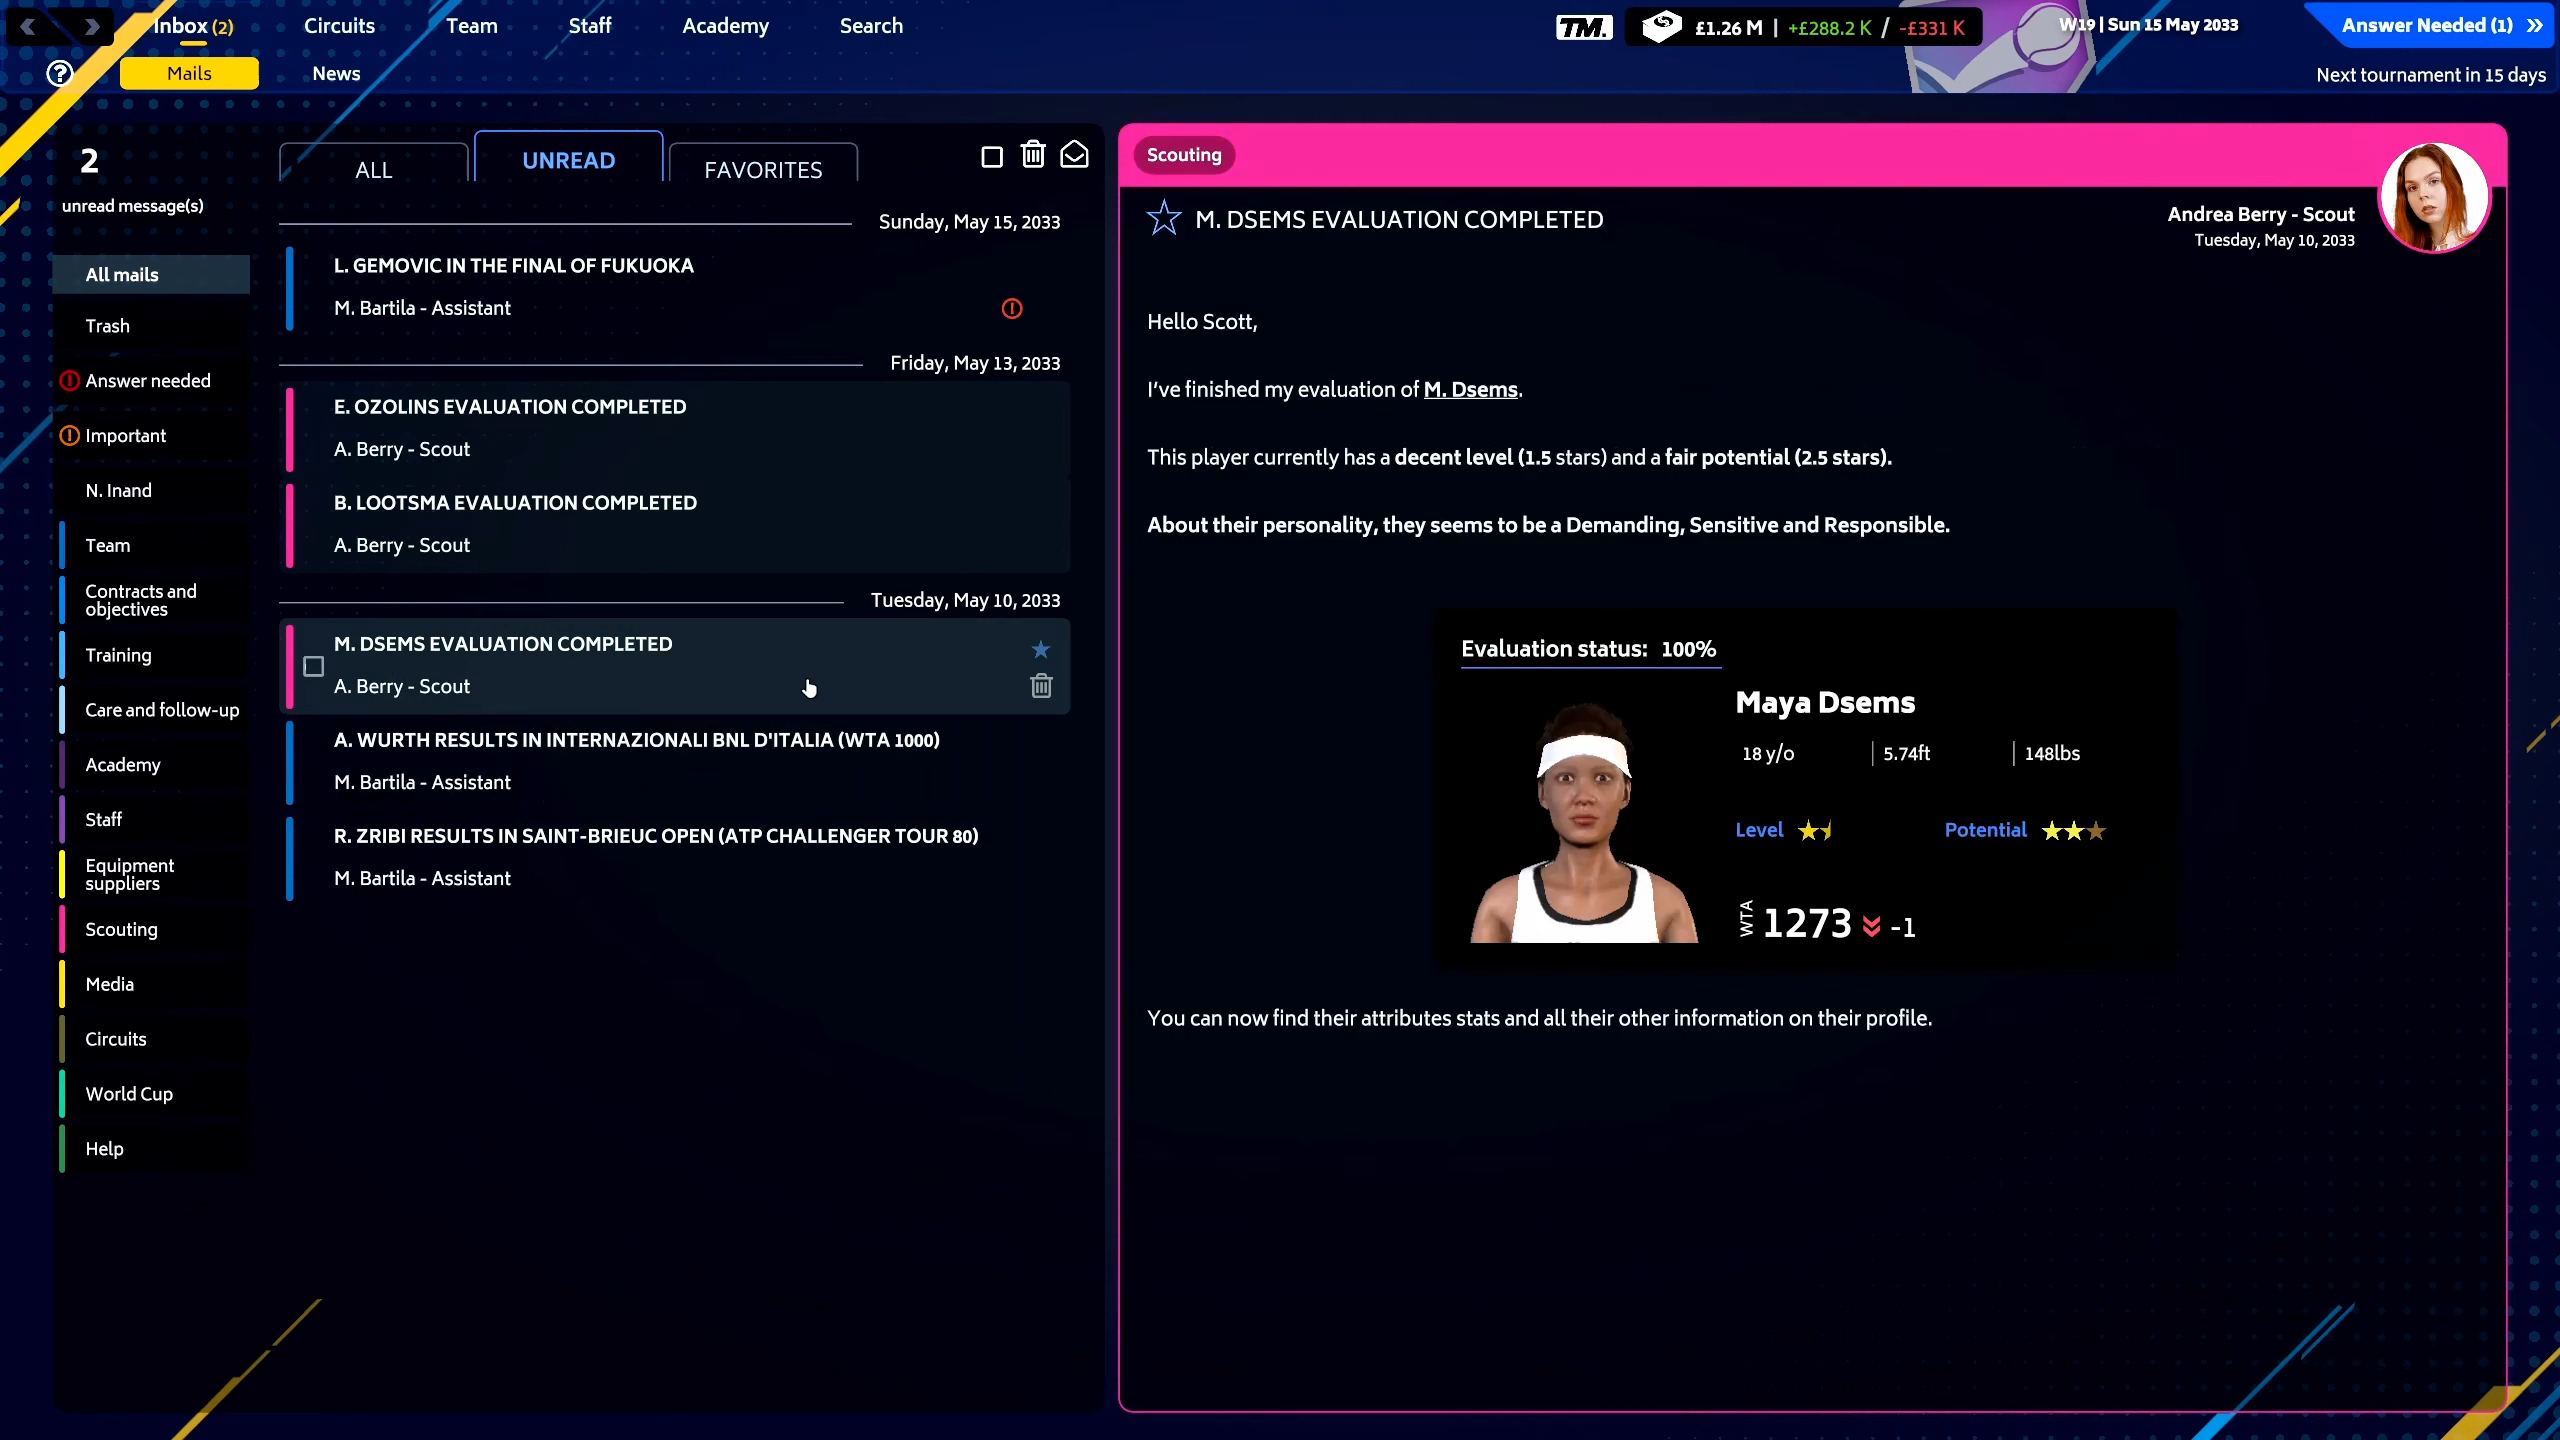 Inbox (2)
Circuits
Team
Staff
Academy
Search
TM.
£1.26 M | +£288.2 K / -£331 K
W19 | Sun 15 May 2033
Answer Needed (1)
Mails
News
Next tournament in 15 days
2
unread message(s)
All mails
Trash
Answer needed
Important
N. Inand
Team
Contracts and
objectives
Training
Care and follow-up
Academy
Staff
Equipment
suppliers
Scouting
Media
Circuits
World Cup
Help
ALL
UNREAD
FAVORITES
Sunday, May 15, 2033
L. GEMOVIC IN THE FINAL OF FUKUOKA
M. Bartila - Assistant
Friday, May 13, 2033
E. OZOLINS EVALUATION COMPLETED
A. Berry - Scout
B. LOOTSMA EVALUATION COMPLETED
A. Berry - Scout
Tuesday, May 10, 2033
M. DSEMS EVALUATION COMPLETED
A. Berry - Scout
A. WURTH RESULTS IN INTERNAZIONALI BNL D'ITALIA (WTA 1000)
M. Bartila - Assistant
R. ZRIBI RESULTS IN SAINT-BRIEUC OPEN (ATP CHALLENGER TOUR 80)
M. Bartila - Assistant
Scouting
M. DSEMS EVALUATION COMPLETED
Andrea Berry - Scout
Tuesday, May 10, 2033
Hello Scott,
I've finished my evaluation of M. Dsems.
This player currently has a decent level (1.5 stars) and a fair potential (2.5 stars).
About their personality, they seems to be a Demanding, Sensitive and Responsible.
Evaluation status: 100%
Maya Dsems
18 y/o | 5.74ft | 148lbs
Level
Potential
WTA 1273 -1
You can now find their attributes stats and all their other information on their profile.